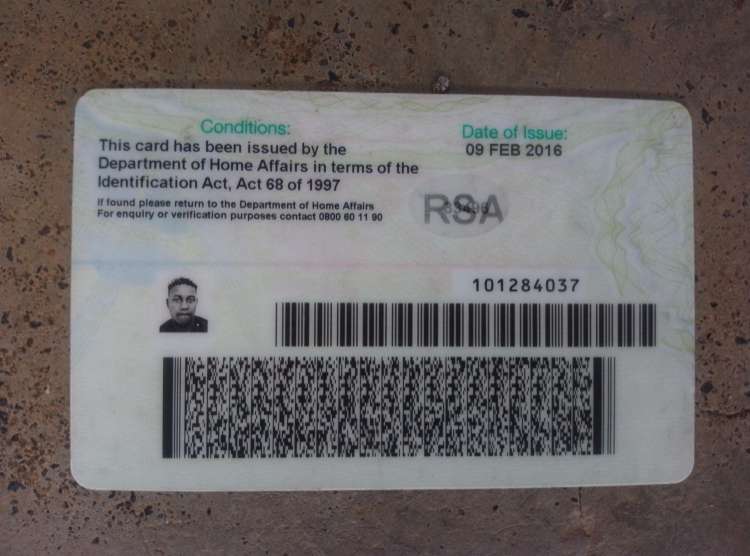 Conditions:
This card has been issued by the
Department of Home Affairs in terms of the
Identification Act, Act 68 of 1997
If found please return to the Department of Home Affairs
For enquiry or verification purposes contact 0800 60 11 90
Date of Issue:
09 FEB 2016
RSA
101284037